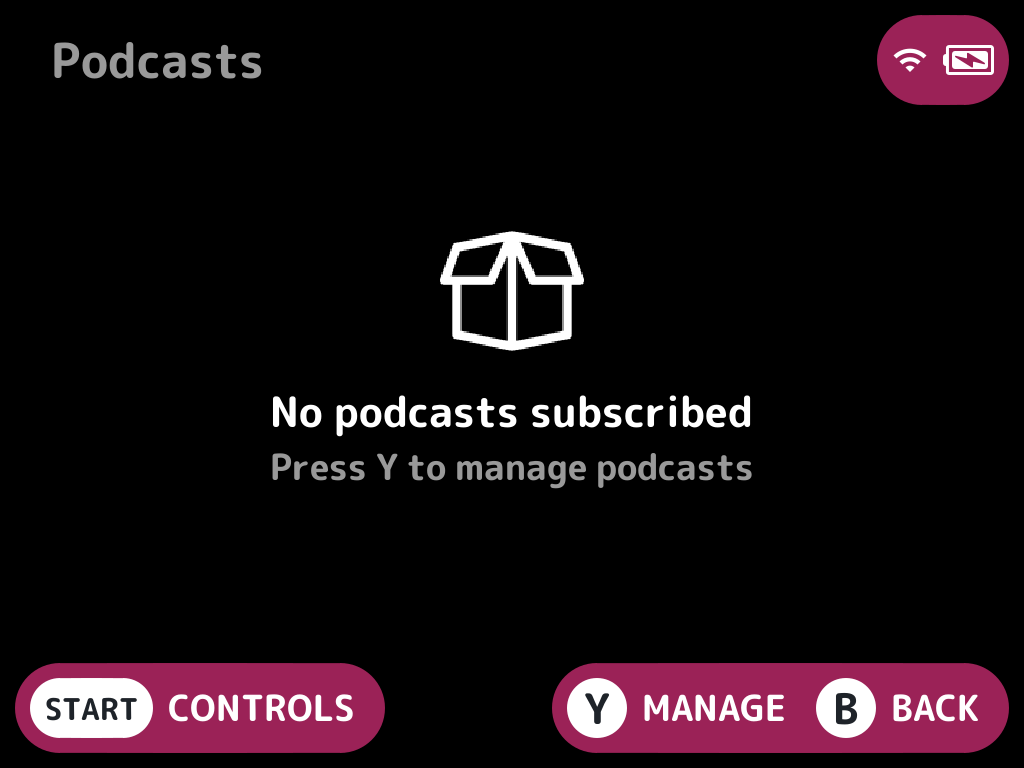 Podcasts
No podcasts subscribed
Press Y to manage podcasts
START CONTROLS
Y MANAGE B BACK